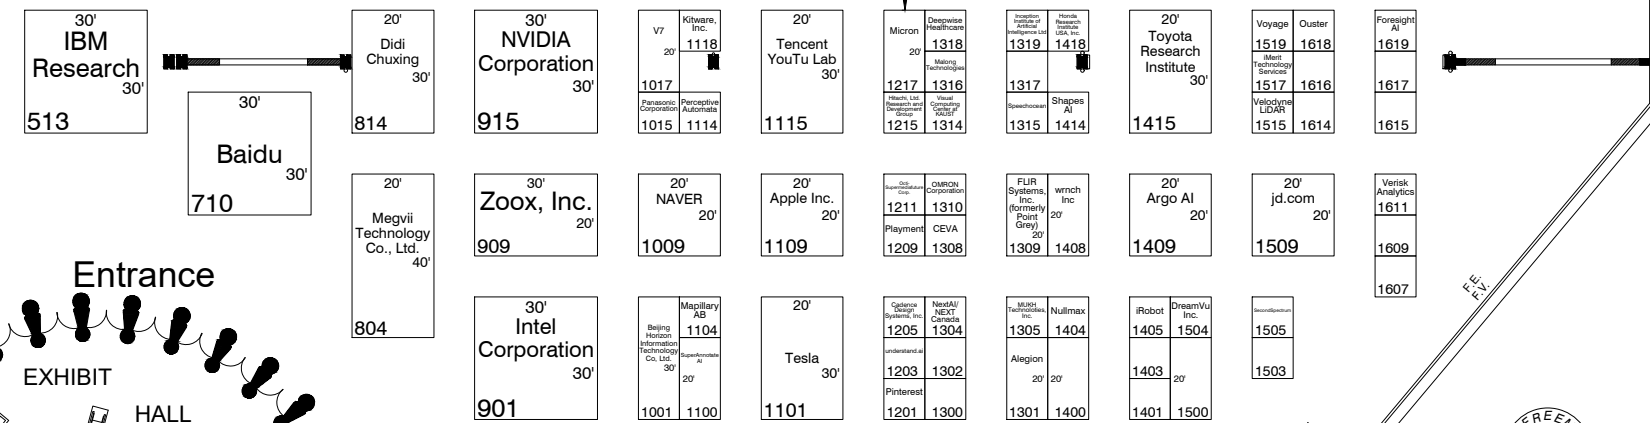 30'
IBM
Research
30'
513
20'
Didi
Chuxing
30'
814
30'
NVIDIA
Corporation
30'
915
V7
20'
1017
Kitware,
Inc.
1118
Panasonic
Corporation
1015
Perceptive
Automata
1114
20'
Tencent
YouTu Lab
30'
1115
Micron
20'
1217
Deepwise
Healthcare
1318
Malong
Technologies
1316
Hitachi, Ltd.
Research and
Development
Group
1215
Visual
Computing
Center at
KAUST
1314
Inception
Institute of
Artificial
Intelligence Ltd.
1319
Honda
Research
Institute
USA, Inc.
1418
1317
Speechocean
1315
Shapes
AI
1414
20'
Toyota
Research
Institute
30'
1415
Voyage
1519
Ouster
1618
iMerit
Technology
Services
1517
1616
Velodyne
LiDAR
1515
1614
Foresight
AI
1619
1617
1615
30'
Baidu
30'
710
20'
Megvii
Technology
Co., Ltd.
40'
804
30'
Zoox, Inc.
20'
909
20'
NAVER
20'
1009
20'
Apple Inc.
20'
1109
Corp.
1211
OMRON
Corporation
1310
Playment
1209
CEVA
1308
FLIR
Systems,
Inc.
(formerly
Point
Grey)
20'
1309
wrnch
Inc
20'
1408
20'
Argo AI
20'
1409
20'
jd.com
20'
1509
Verisk
Analytics
1611
1609
1607
Entrance
EXHIBIT
HALL
30'
Intel
Corporation
30'
901
Beijing
Horizon
Information
Technology
Co, Ltd.
30'
1001
Mapillary
AB
1104
SuperAnnotate
AI
20'
1100
20'
Tesla
30'
1101
Cadence
Design
Systems, Inc.
1205
NextAI/
NEXT
Canada
1304
understand.ai
1203
1302
Pinterest
1201
1300
MUKH
Technologies,
Inc.
1305
Nullmax
1404
Alegion
20'
1301
20'
1400
iRobot
1405
DreamVu
Inc.
1504
1403
20'
1401
1500
SecondSpectrum
1505
1503
F.E.
F.V.